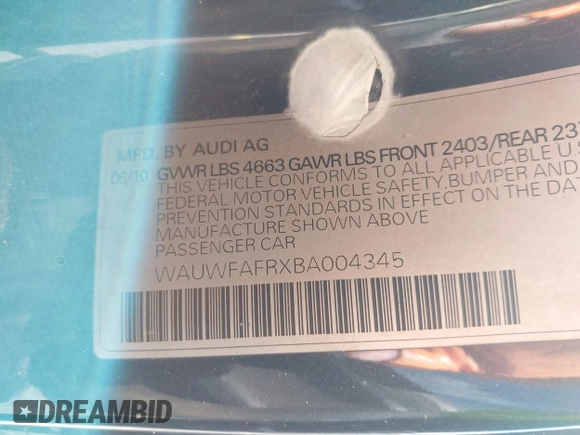 MFD. BY AUDI AG
06/10 GVWR LBS 4663 GAWR LBS FRONT 2403/REAR 23
THIS VEHICLE CONFORMS TO ALL APPLICABLE U.S
FEDERAL MOTOR VEHICLE SAFETY,BUMPER AND
PREVENTION STANDARDS IN EFFECT ON THE DA
MANUFACTURE SHOWN ABOVE
PASSENGER CAR
WAUWFAFRXBA004345
DREAMBID